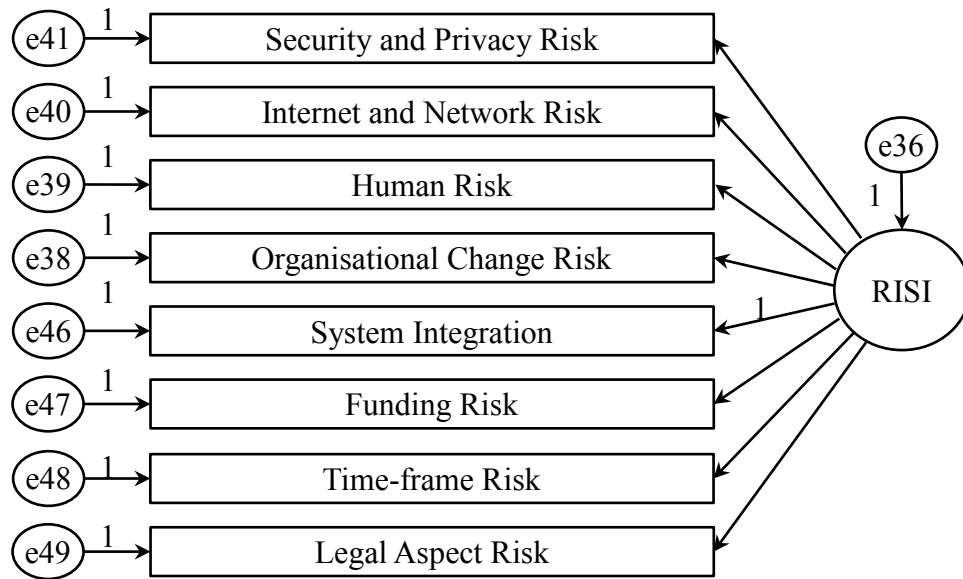 e41 1 Security and Privacy Risk
e40 1 Internet and Network Risk
e36
e39 1 Human Risk
1
e38 1 Organisational Change Risk
RISI
e46 1 System Integration 1
e47 1 Funding Risk
e48 1 Time-frame Risk
e49 1 Legal Aspect Risk